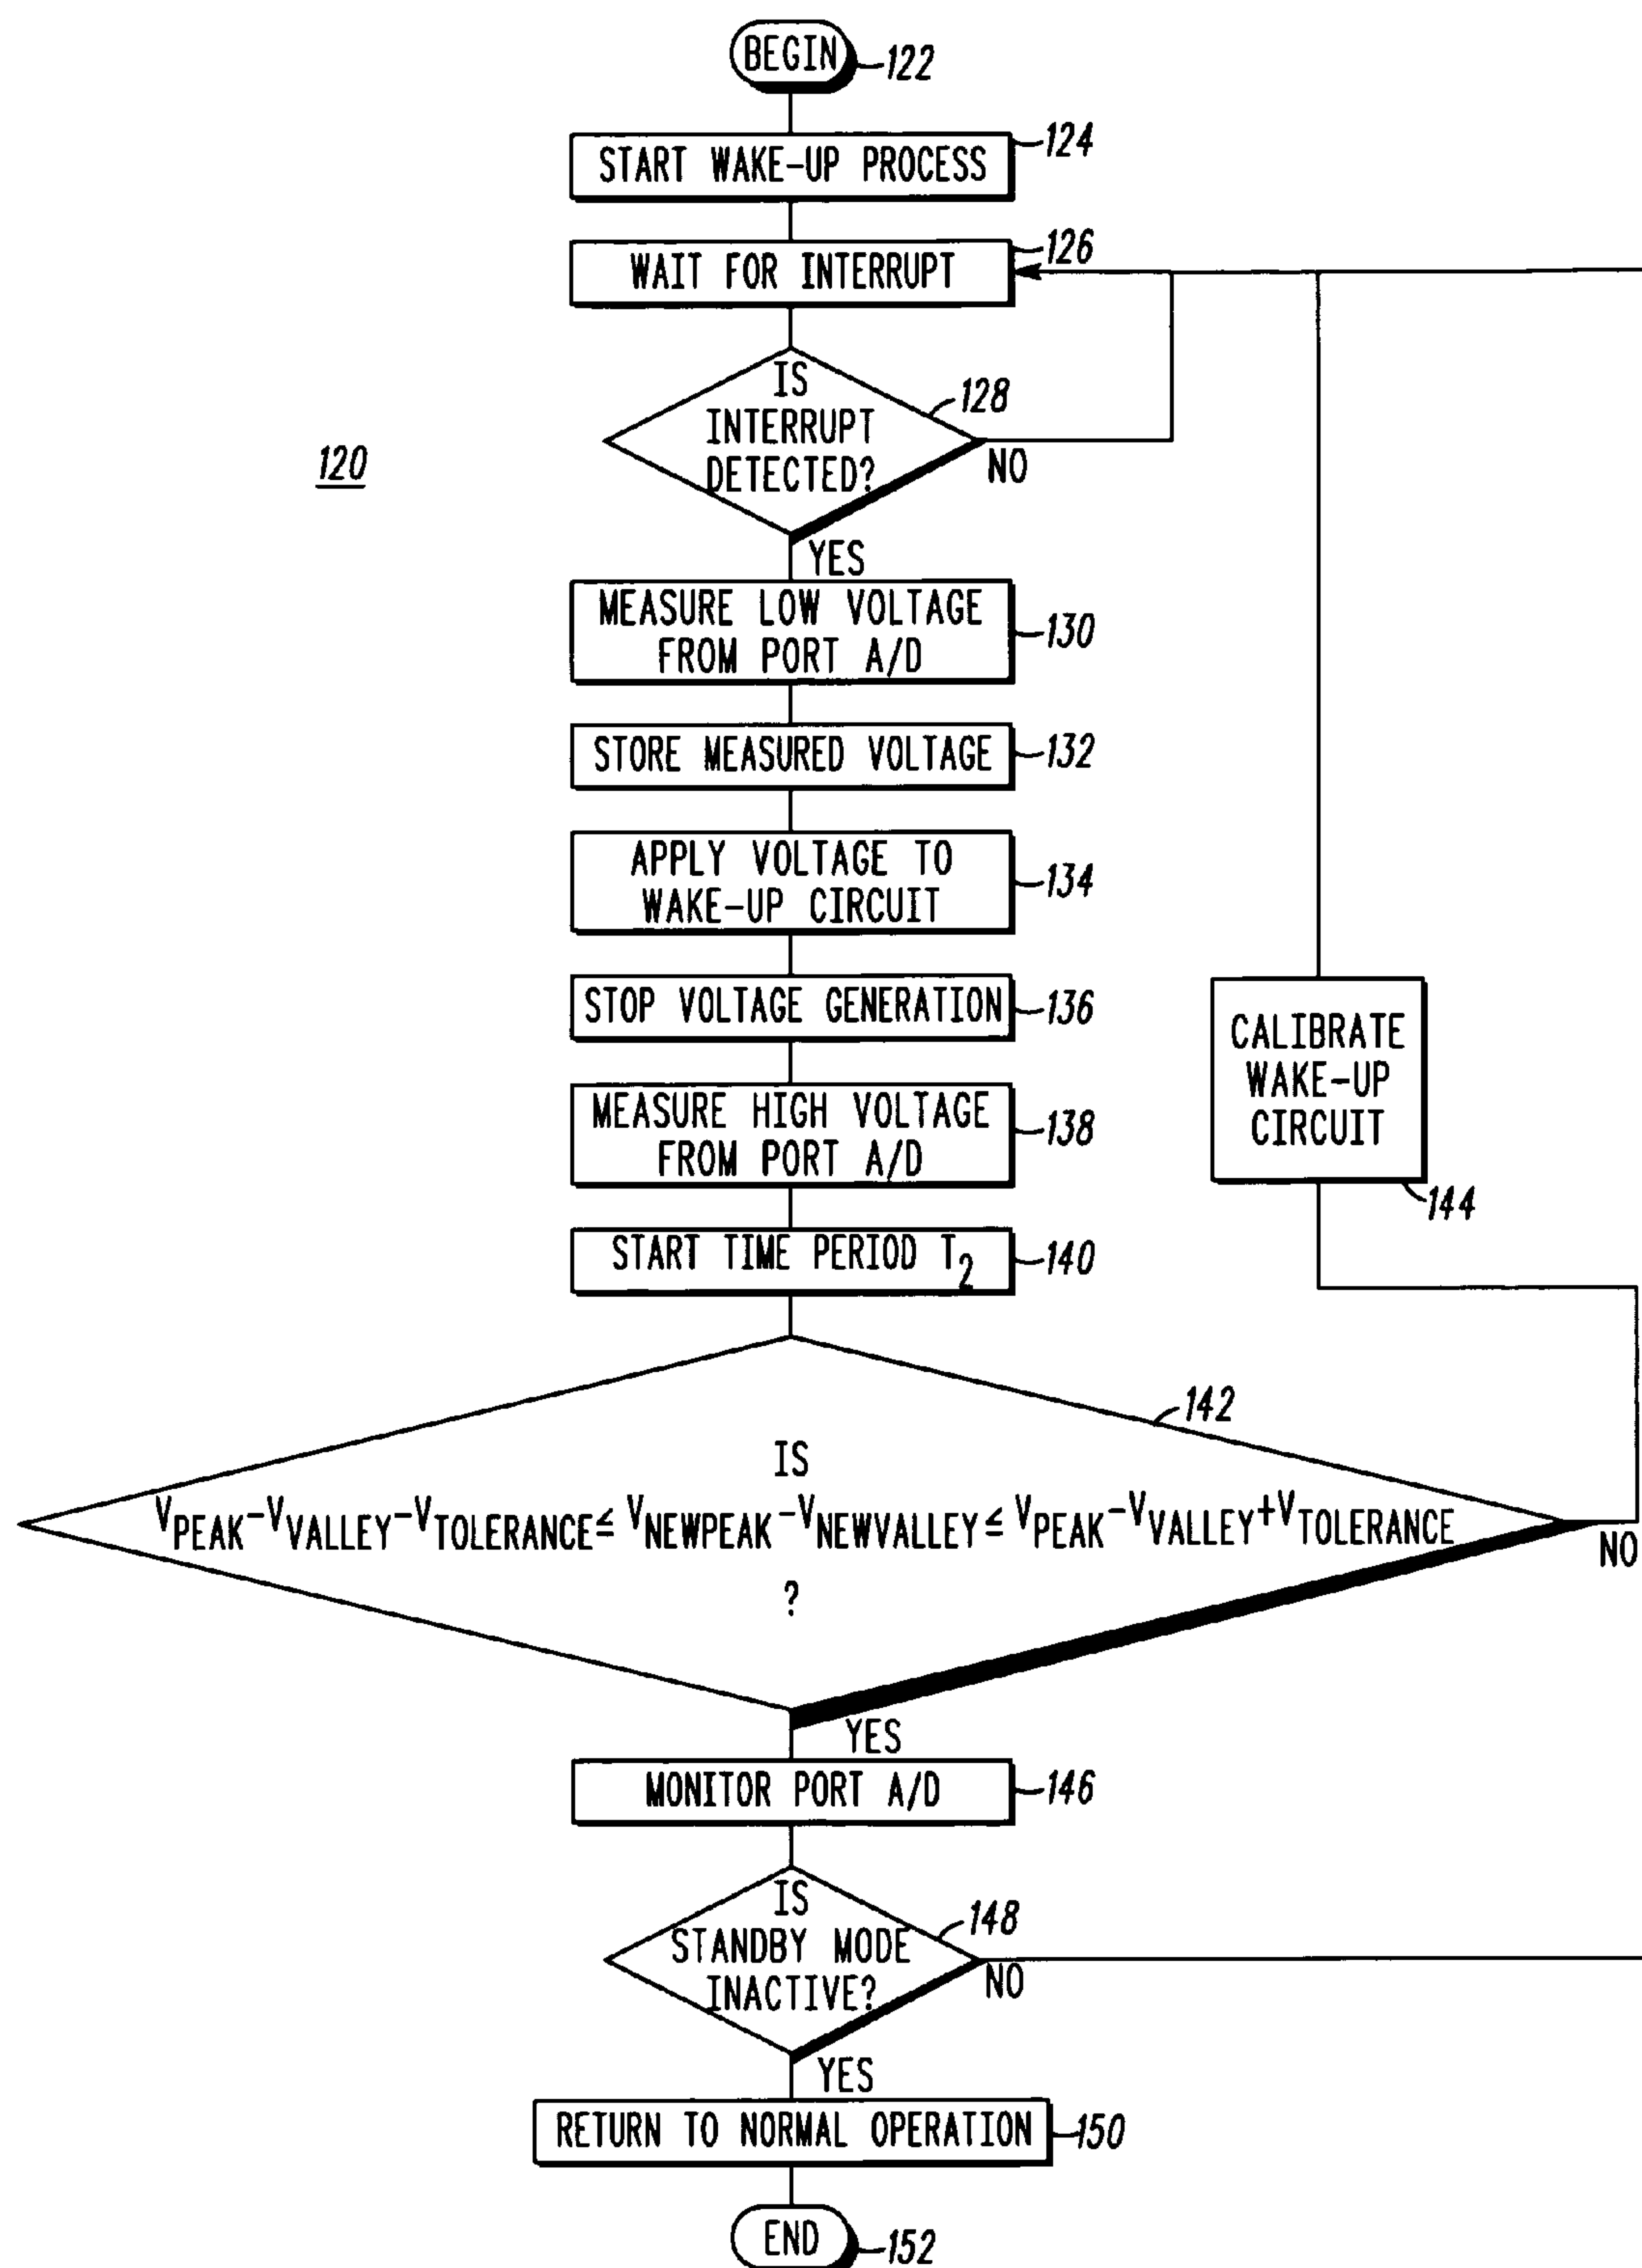 BEGIN 122
START WAKE-UP PROCESS 124
WAIT FOR INTERRUPT 126
IS
INTERRUPT
DETECTED?
128
NO
120
YES
MEASURE LOW VOLTAGE
FROM PORT A/D
130
STORE MEASURED VOLTAGE 132
APPLY VOLTAGE TO
WAKE-UP CIRCUIT
134
STOP VOLTAGE GENERATION 136
MEASURE HIGH VOLTAGE
FROM PORT A/D
138
CALIBRATE
WAKE-UP
CIRCUIT
144
START TIME PERIOD T2 140
142
IS
VPEAK-VVALLEY-VTOLERANCE≤ VNEWPEAK-VNEWVALLEY≤ VPEAK-VVALLEY+VTOLERANCE
?
NO
YES
MONITOR PORT A/D 146
IS
STANDBY MODE
INACTIVE?
148
NO
YES
RETURN TO NORMAL OPERATION 150
END 152